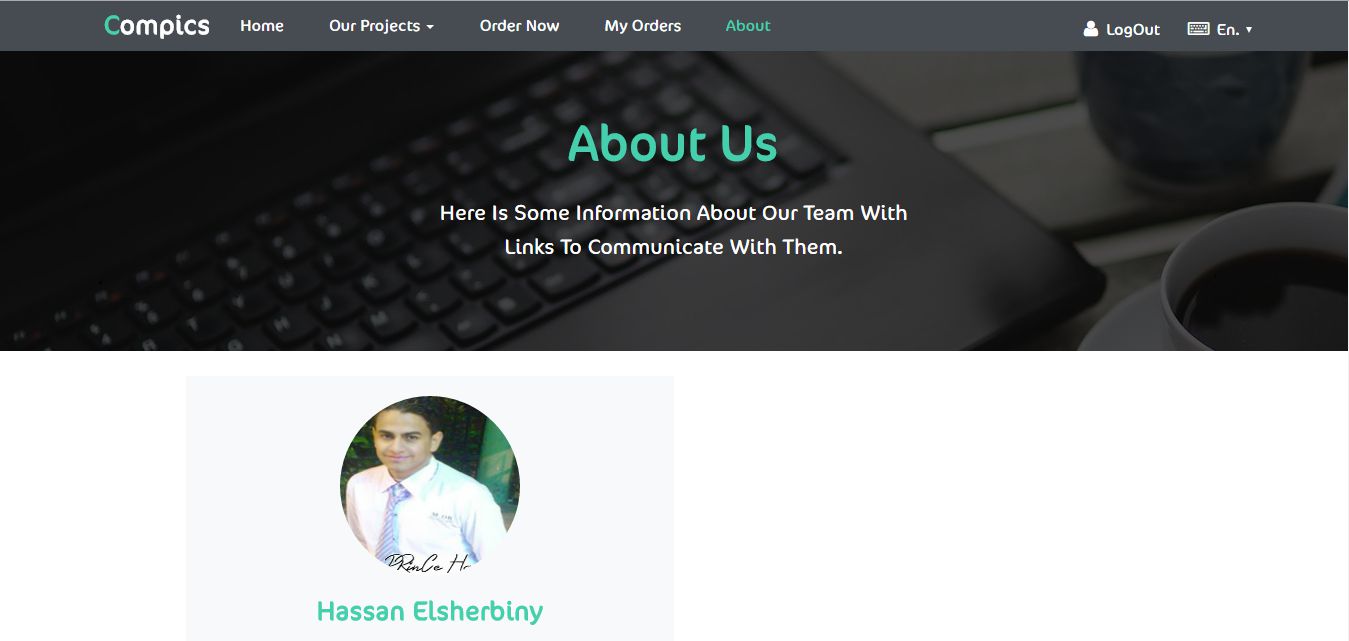 Compics Home Our Projects Order Now My Orders About LogOut En.
About Us
Here Is Some Information About Our Team With
Links To Communicate With Them.
PRinCe Hr
Hassan Elsherbiny